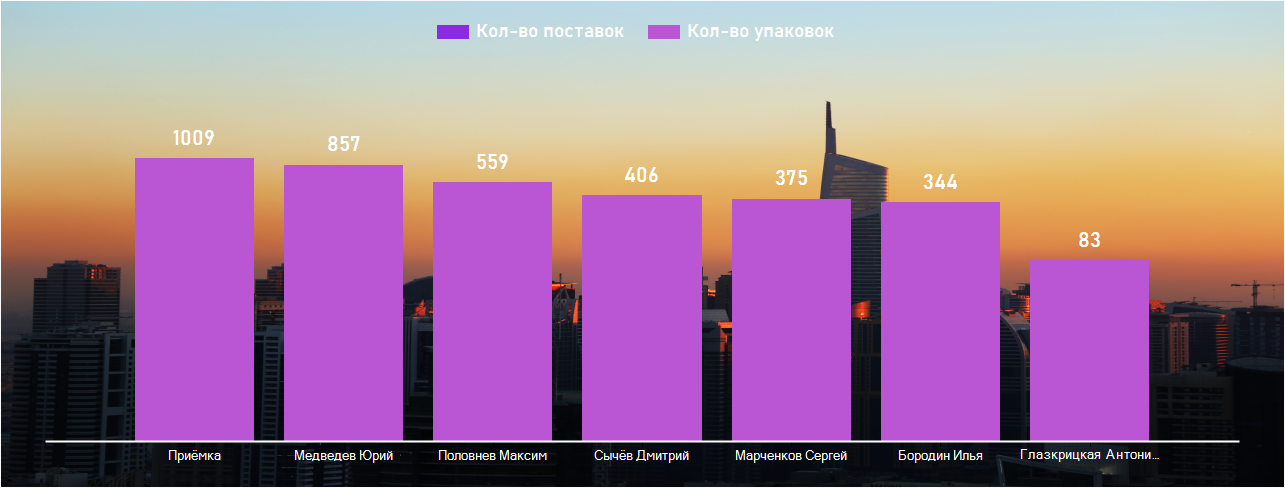 Кол-во поставок Кол-во упаковок
1009 857 559 406 375 344 83
Приёмка Медведев Юрий Половнев Максим Сычёв Дмитрий Марченков Сергей Бородин Илья Глазкрицкая Антони...